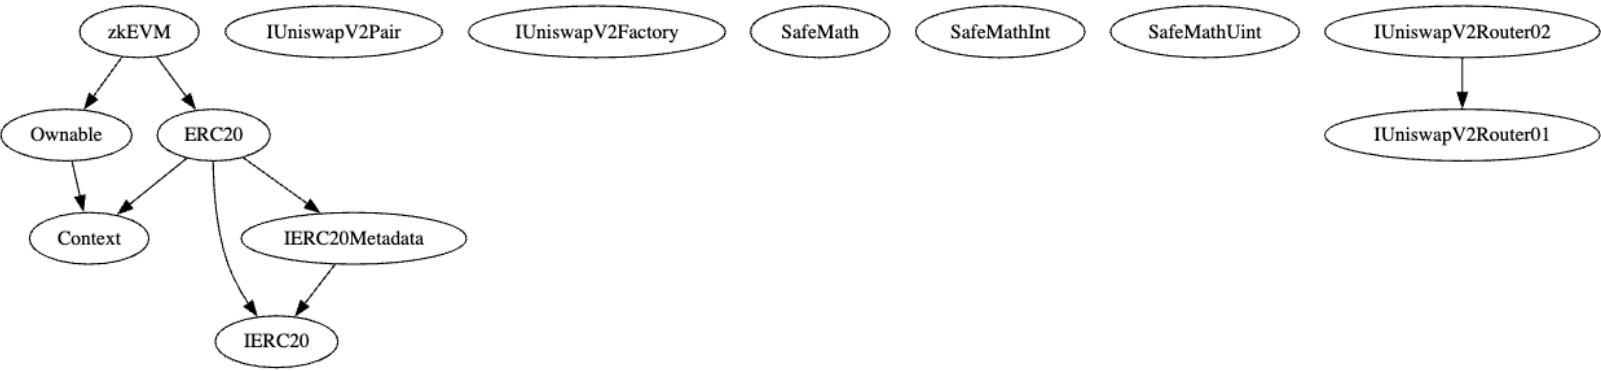 zkEVM
IUniswapV2Pair
IUniswapV2Factory
SafeMath
SafeMathInt
SafeMathUint
IUniswapV2Router02
Ownable
ERC20
IUniswapV2Router01
Context
IERC20Metadata
IERC20